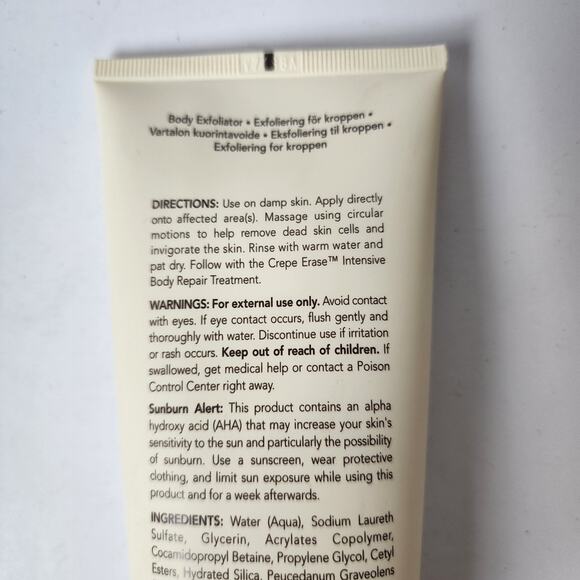 Body Exfoliator • Exfoliering för kroppen •
Vartalon kuorintavoide • Eksfoliering til kroppen •
Exfoliering for kroppen
DIRECTIONS: Use on damp skin. Apply directly
onto affected area(s). Massage using circular
motions to help remove dead skin cells and
invigorate the skin. Rinse with warm water and
pat dry. Follow with the Crepe Erase™ Intensive
Body Repair Treatment.
WARNINGS: For external use only. Avoid contact
with eyes. If eye contact occurs, flush gently and
thoroughly with water. Discontinue use if irritation
or rash occurs. Keep out of reach of children. If
swallowed, get medical help or contact a Poison
Control Center right away.
Sunburn Alert: This product contains an alpha
hydroxy acid (AHA) that may increase your skin's
sensitivity to the sun and particularly the possibility
of sunburn. Use a sunscreen, wear protective
clothing, and limit sun exposure while using this
product and for a week afterwards.
INGREDIENTS: Water (Aqua), Sodium Laureth
Sulfate, Glycerin, Acrylates Copolymer,
Cocamidopropyl Betaine, Propylene Glycol, Cetyl
Esters, Hydrated Silica, Peucedanum Graveolens